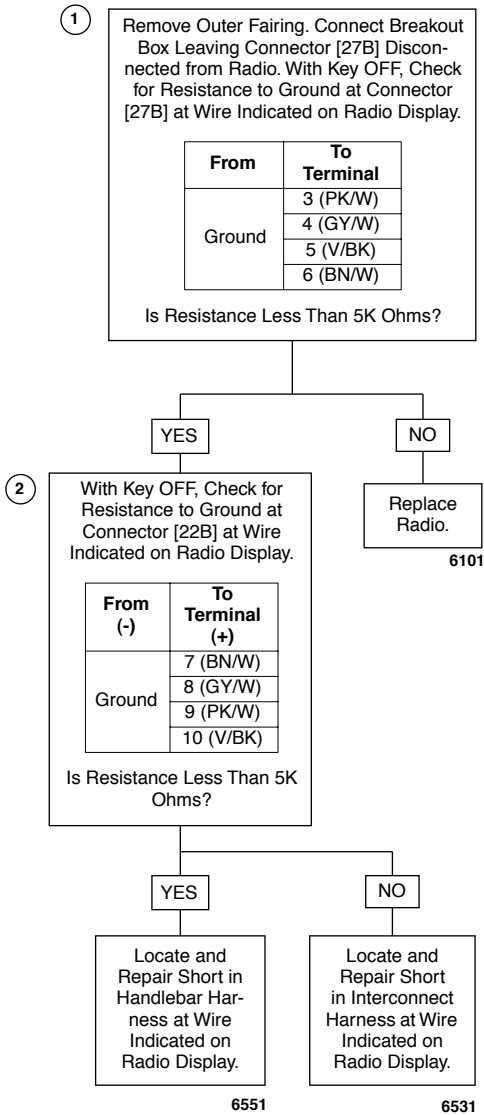 1
Remove Outer Fairing. Connect Breakout
Box Leaving Connector [27B] Discon-
nected from Radio. With Key OFF, Check
for Resistance to Ground at Connector
[27B] at Wire Indicated on Radio Display.
From
To
Terminal
Ground
3 (PK/W)
4 (GY/W)
5 (V/BK)
6 (BN/W)
Is Resistance Less Than 5K Ohms?
YES
NO
Replace
Radio.
6101
2
With Key OFF, Check for
Resistance to Ground at
Connector [22B] at Wire
Indicated on Radio Display.
From
(-)
To
Terminal
(+)
Ground
7 (BN/W)
8 (GY/W)
9 (PK/W)
10 (V/BK)
Is Resistance Less Than 5K
Ohms?
YES
NO
Locate and
Repair Short in
Handlebar Har-
ness at Wire
Indicated on
Radio Display.
6551
Locate and
Repair Short
in Interconnect
Harness at Wire
Indicated on
Radio Display.
6531